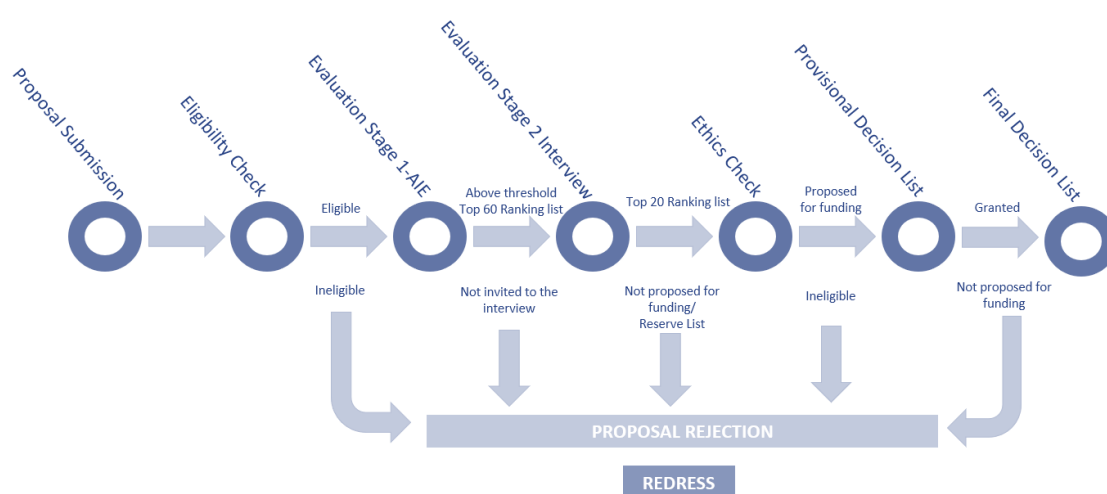 Proposal Submission
Eligibility Check
Evaluation Stage 1-AIE
Evaluation Stage 2 Interview
Ethics Check
Provisional Decision List
Final Decision List
Eligible
Above threshold
Top 60 Ranking list
Top 20 Ranking list
Proposed
for funding
Granted
Ineligible
Not invited to the
interview
Not proposed for
funding/
Reserve List
Ineligible
Not proposed for
funding
PROPOSAL REJECTION
REDRESS